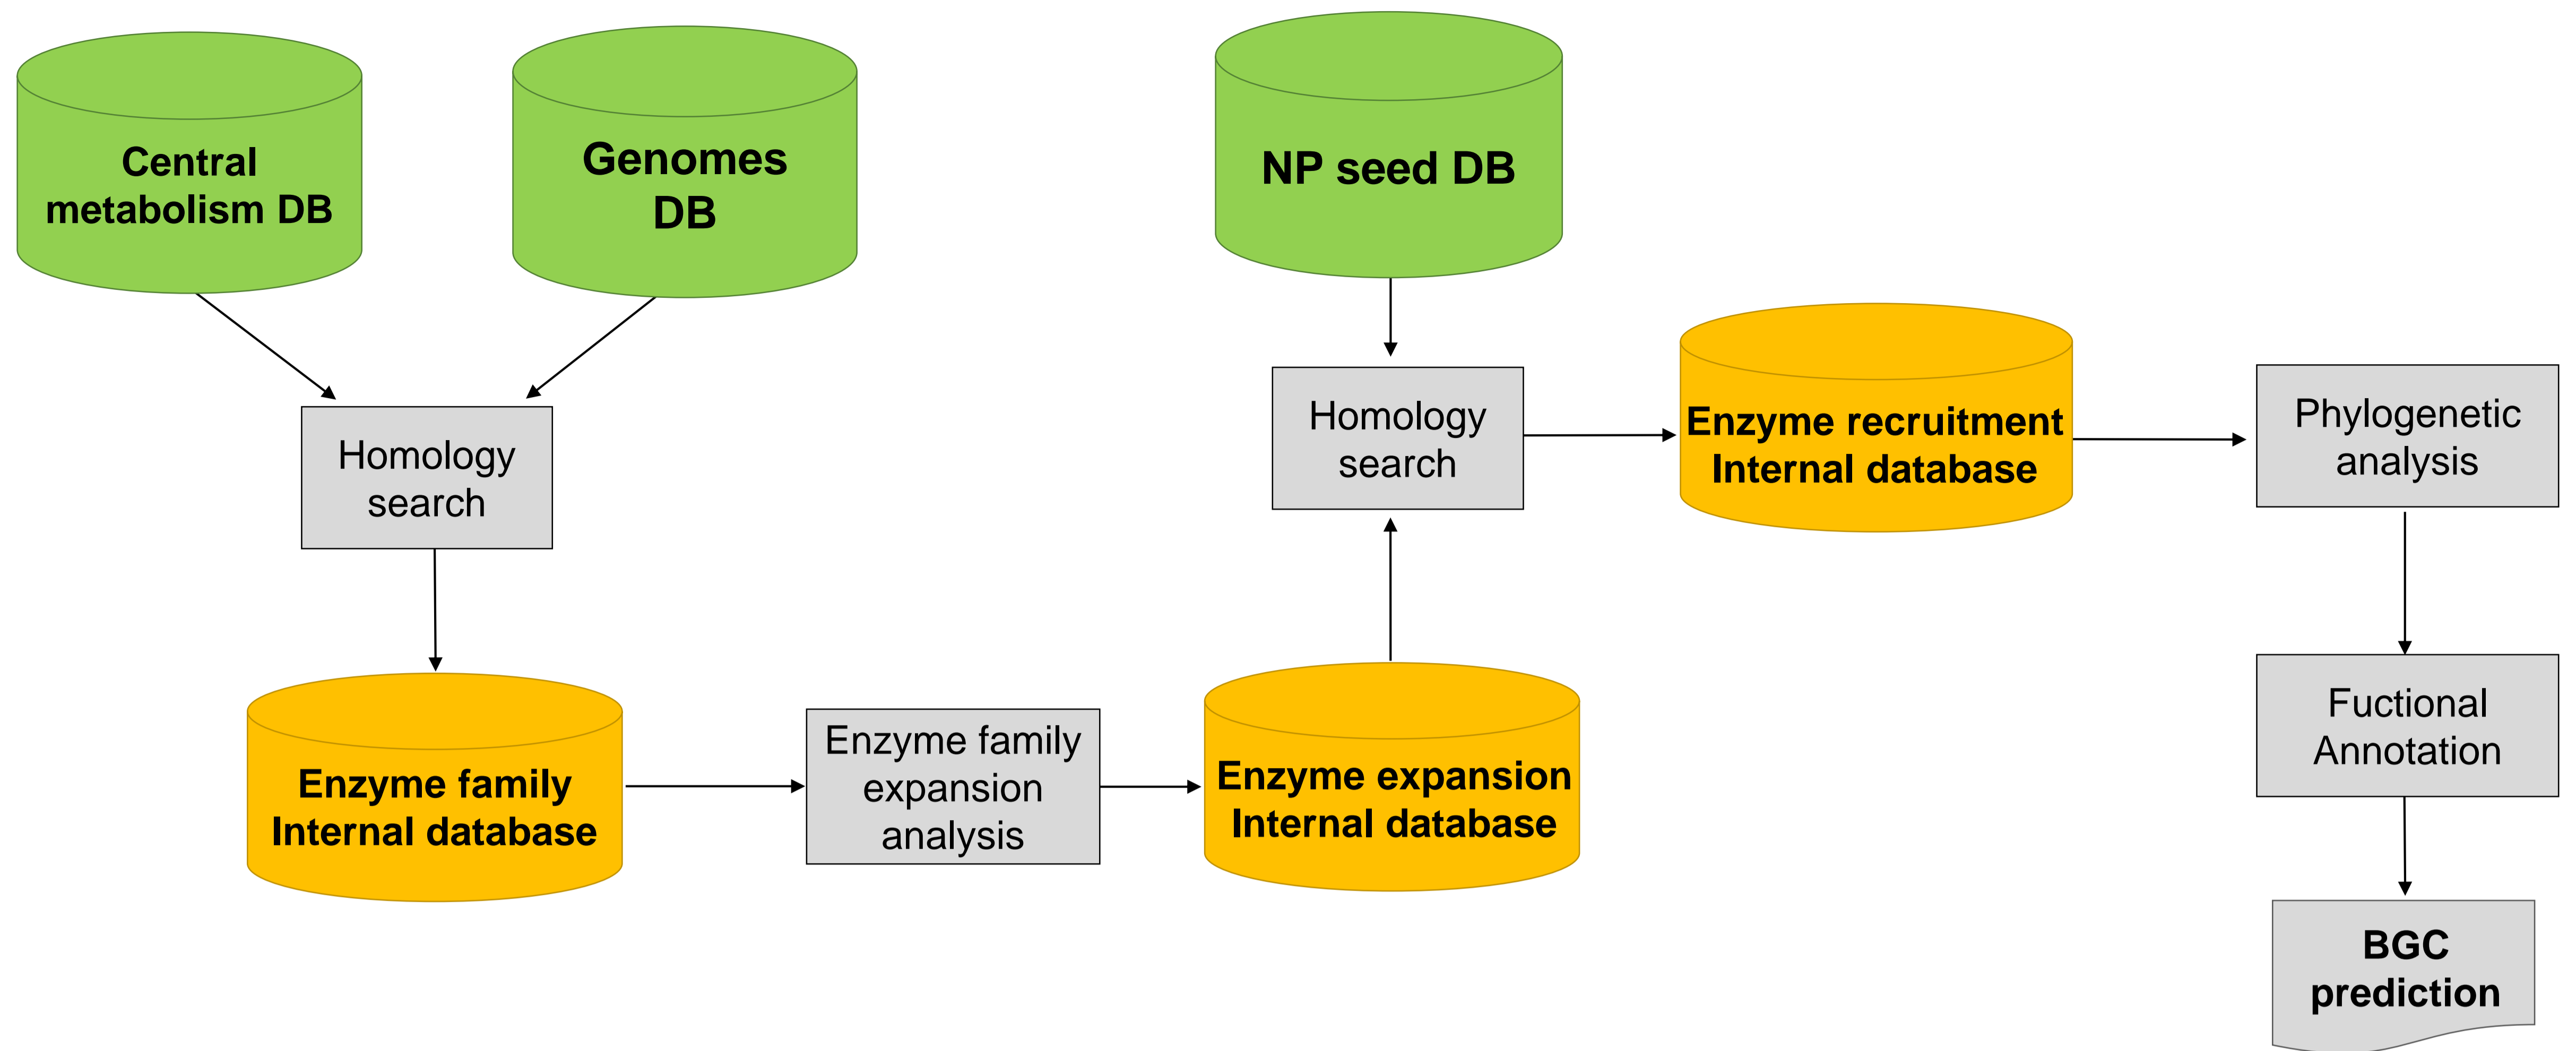 Central
metabolism DB
Genomes
DB
NP seed DB
Homology
search
Homology
search
Enzyme recruitment
Internal database
Phylogenetic
analysis
Enzyme family
Internal database
Enzyme family
expansion
analysis
Enzyme expansion
Internal database
Fuctional
Annotation
BGC
prediction